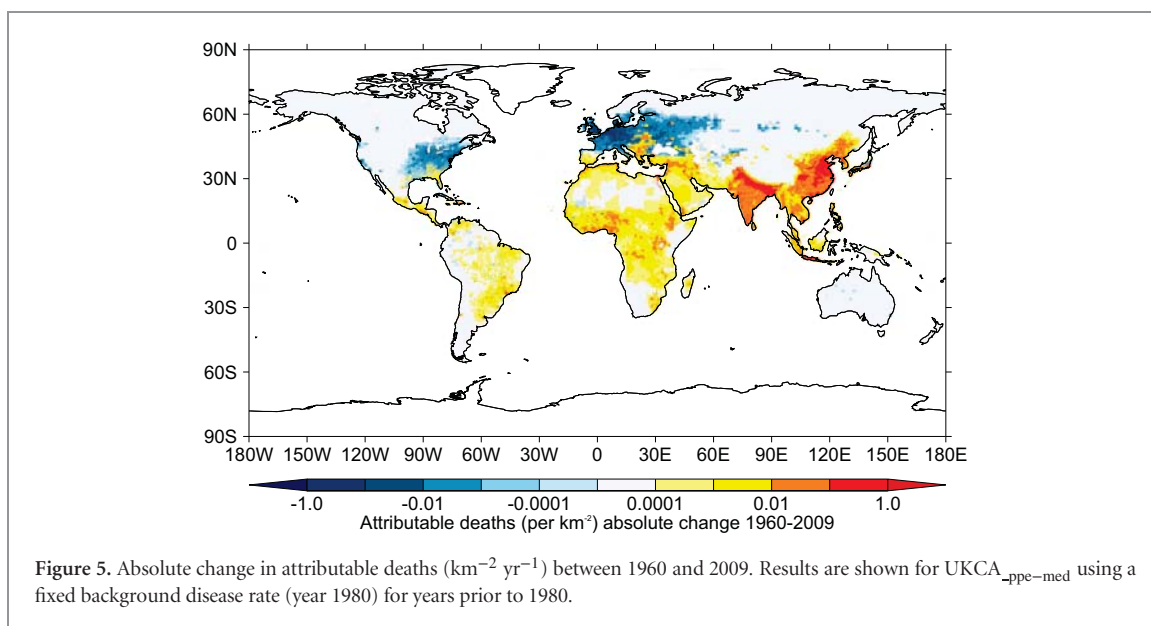 90N
60N
30N
0
30S
60S
90S
180W 150W 120W 90W 60W 30W 0 30E 60E 90E 120E 150E 180E
-1.0 -0.01 -0.0001 0.0001 0.01 1.0
Attributable deaths (per km⁻²) absolute change 1960-2009
Figure 5. Absolute change in attributable deaths (km⁻² yr⁻¹) between 1960 and 2009. Results are shown for UKCA_ppe−med using a
fixed background disease rate (year 1980) for years prior to 1980.